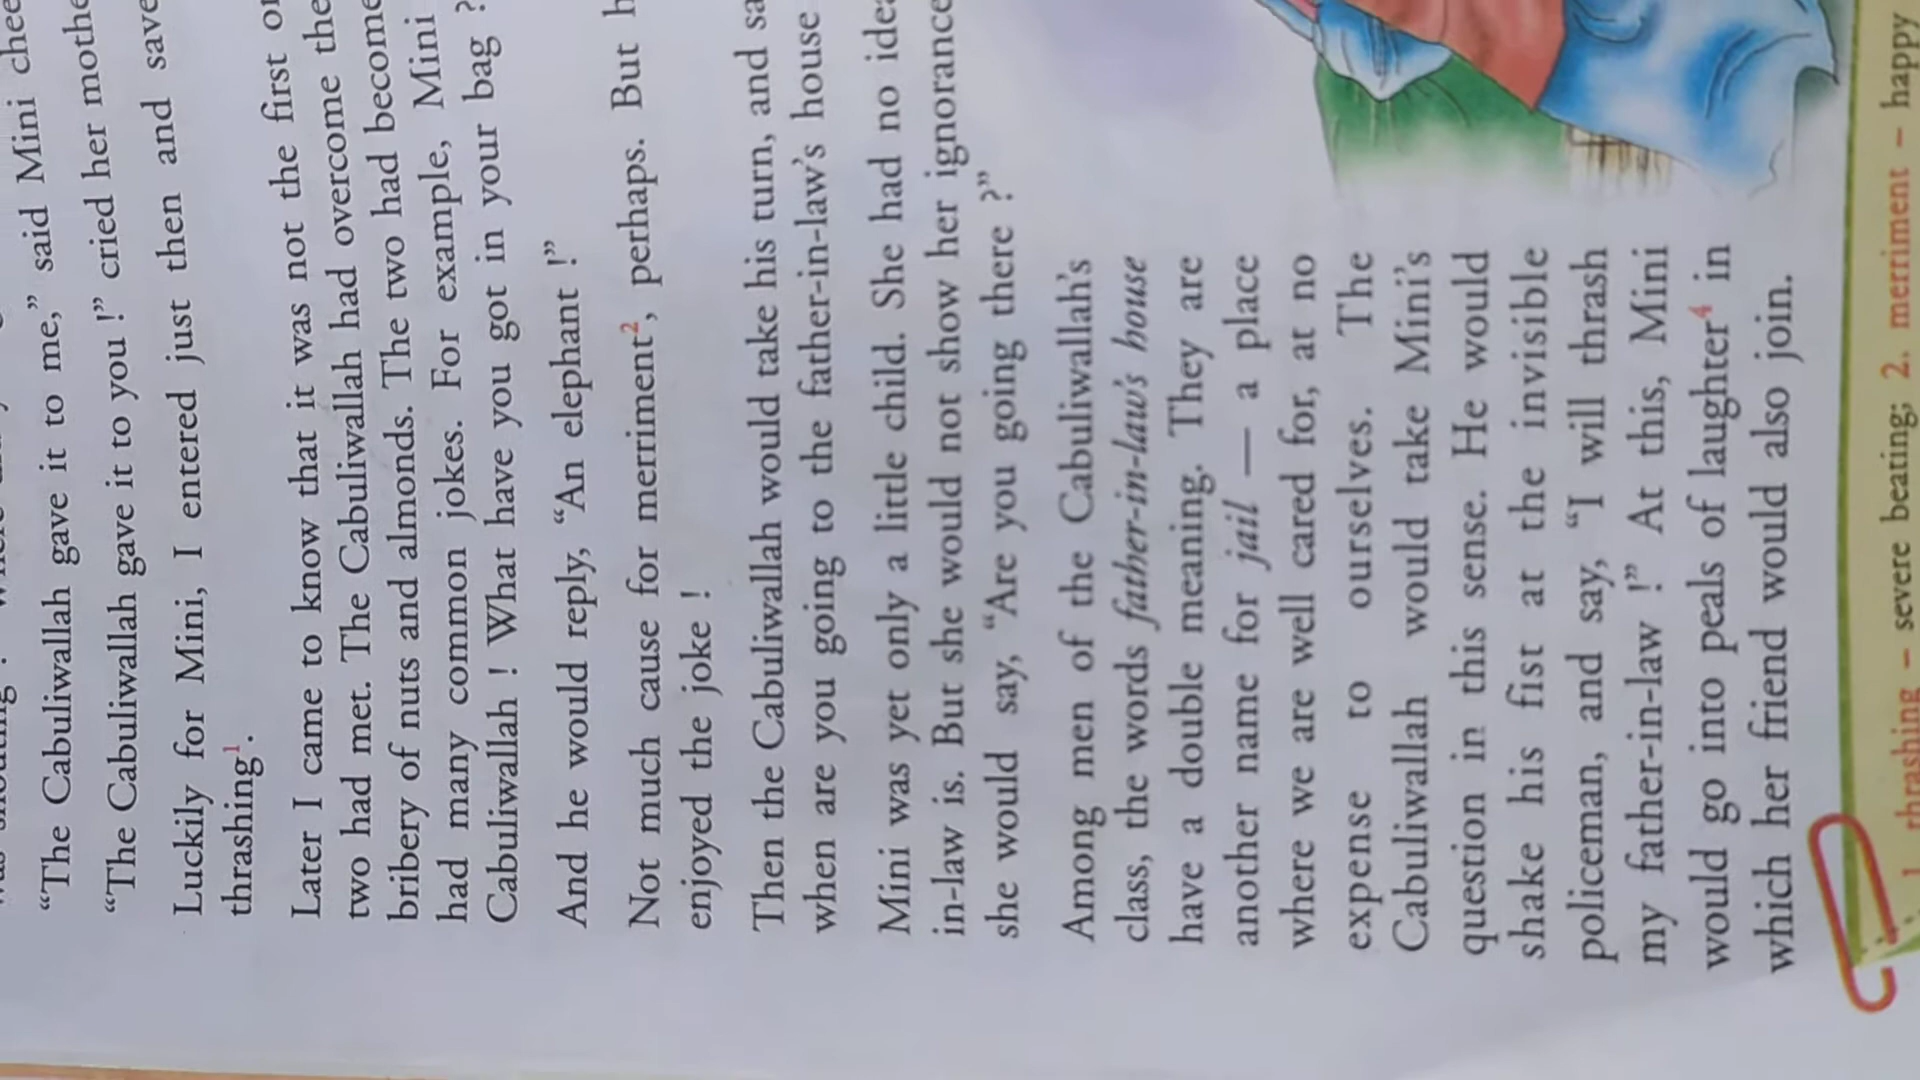 “The Cabuliwallah gave it to me,” said Mini
“The Cabuliwallah gave it to you !” cried her
Luckily for Mini, I entered just then and
thrashing¹.
Later I came to know that it was not the first
two had met. The Cabuliwallah had overcome the
bribery of nuts and almonds. The two had become
had many common jokes. For example, Mini
Cabuliwallah ! What have you got in your bag ?
And he would reply, “An elephant !”
Not much cause for merriment², perhaps. But
enjoyed the joke !
Then the Cabuliwallah would take his turn, and
when are you going to the father-in-law's house
Mini was yet only a little child. She had no
in-law is. But she would not show her ignorance
she would say, “Are you going there ?”
Among men of the Cabuliwallah's
class, the words father-in-law's house
have a double meaning. They are
another name for jail — a place
where we are well cared for, at no
expense to ourselves. The
Cabuliwallah would take Mini's
question in this sense. He would
shake his fist at the invisible
policeman, and say, “I will thrash
my father-in-law !” At this, Mini
would go into peals of laughter⁴ in
which her friend would also join.
1. thrashing – severe beating; 2. merriment – happy